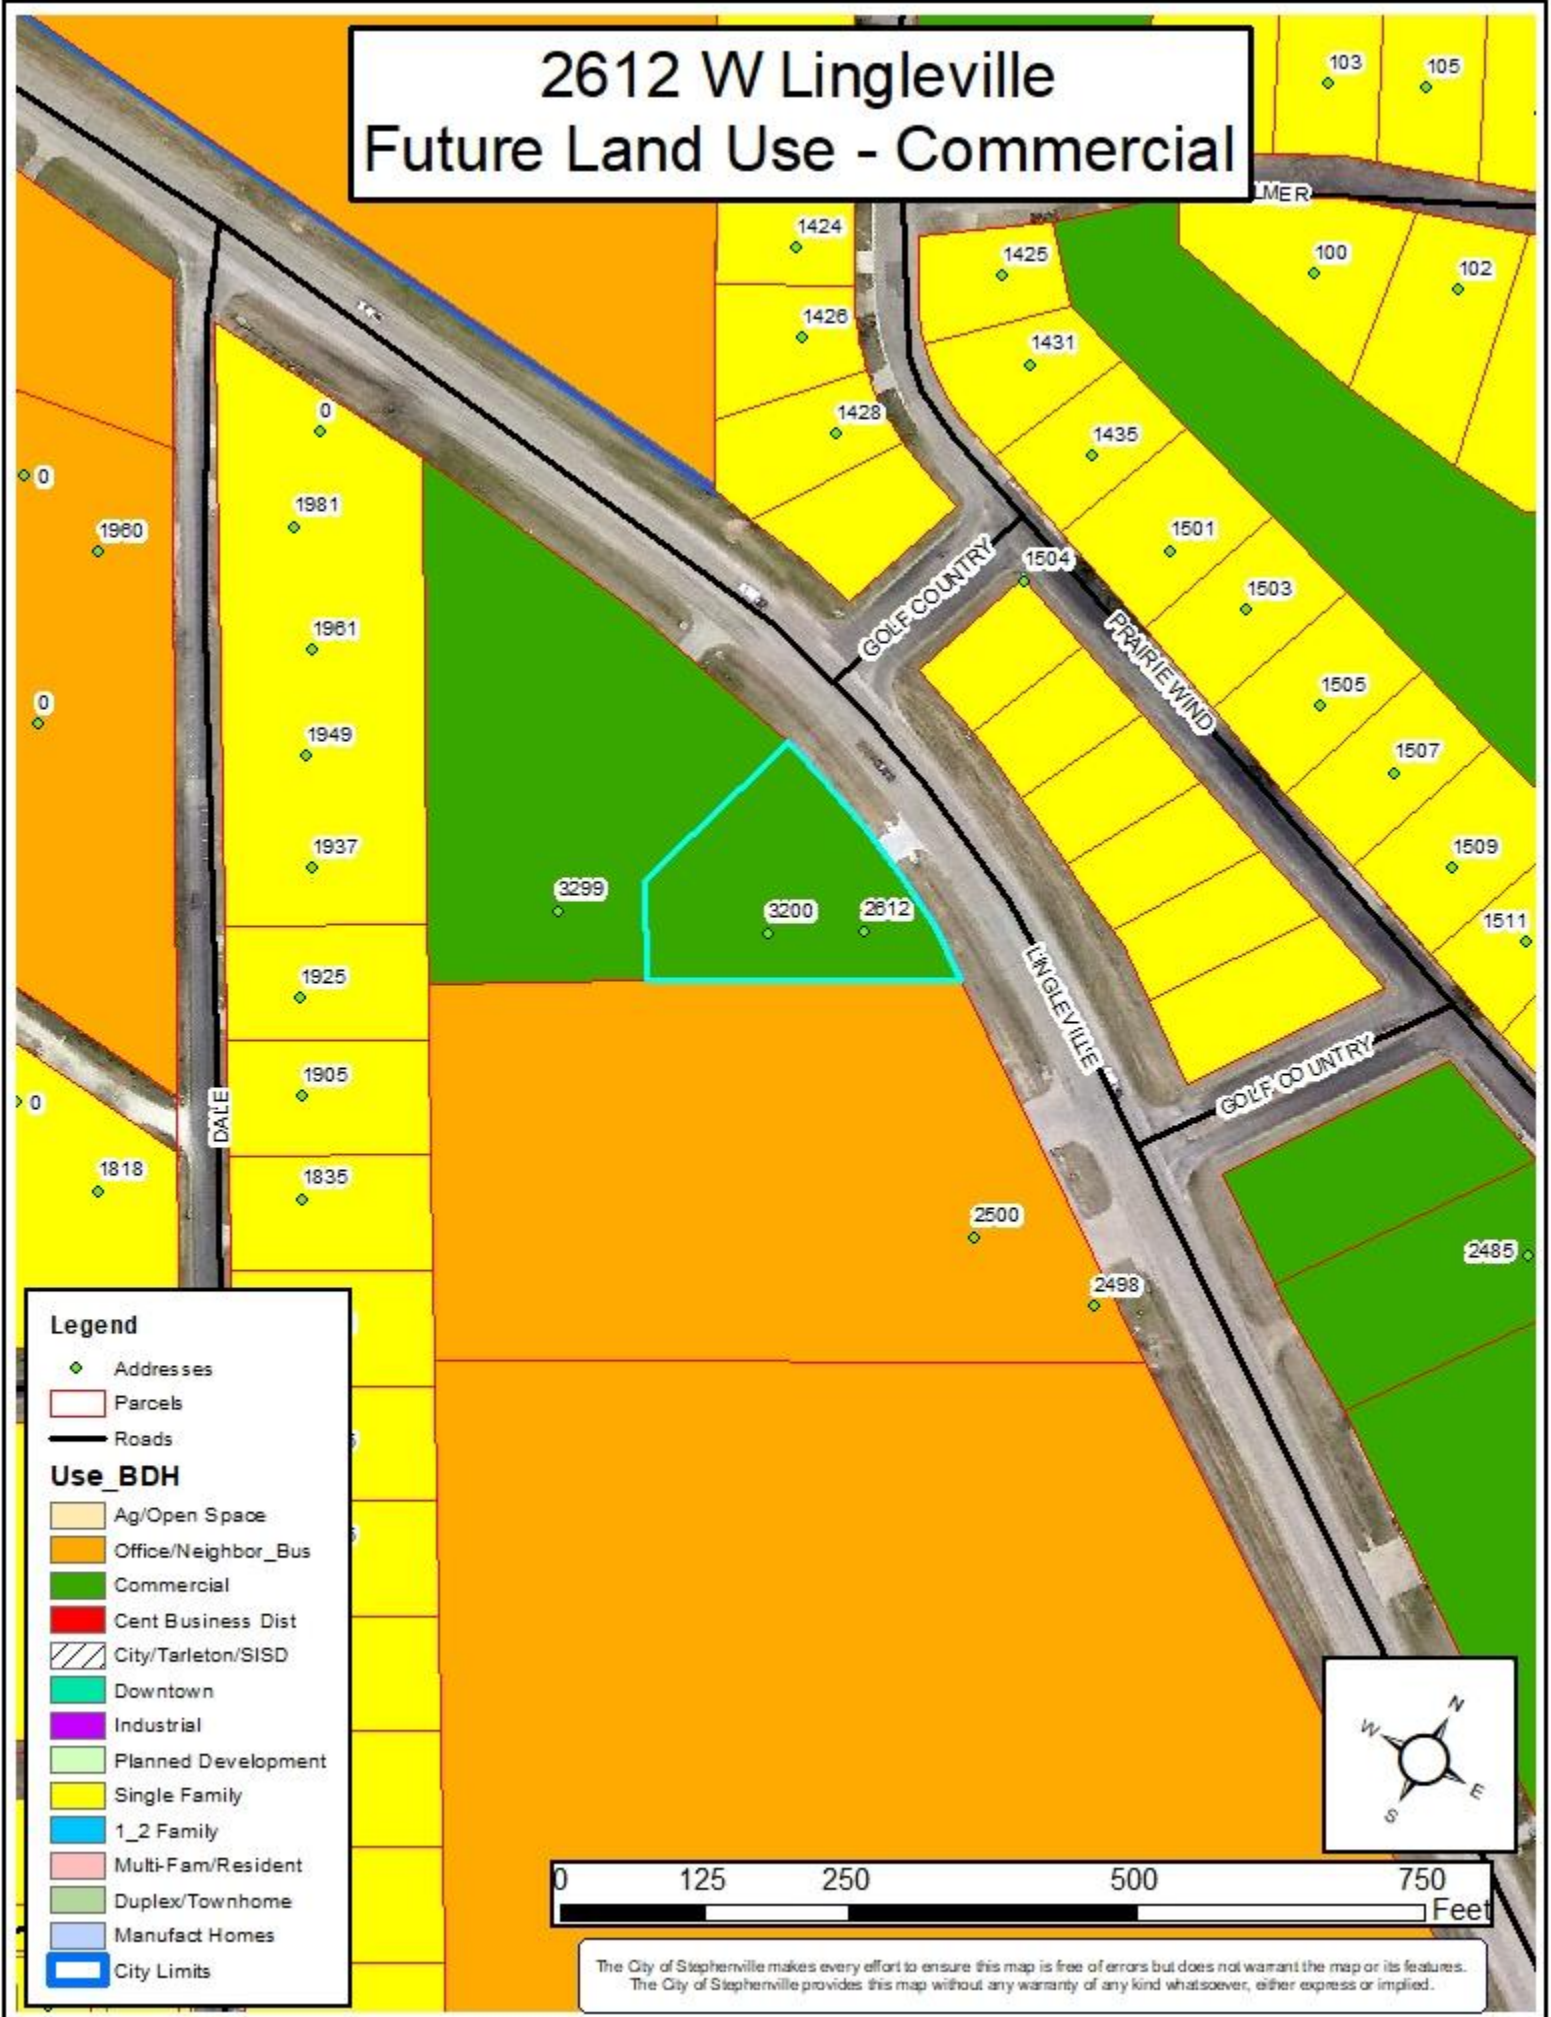 2612 W Lingleville
Future Land Use - Commercial
103
105
LMER
1424
1425
100
102
1426
1431
1428
0
1435
0
1981
1960
1501
GOLF COUNTRY
1504
1503
1961
PRAIRIE WIND
1505
0
1949
1507
1937
1509
3299
3200
2612
1511
1925
LINGLEVILLE
1905
0
DALE
GOLF COUNTRY
1818
1835
2500
2485
2498
Legend
Addresses
Parcels
Roads
Use_BDH
Ag/Open Space
Office/Neighbor_Bus
Commercial
Cent Business Dist
City/Tarleton/SISD
Downtown
Industrial
Planned Development
Single Family
1_2 Family
Multi-Fam/Resident
Duplex/Townhome
Manufact Homes
City Limits
N
W
E
S
0 125 250 500 750
Feet
The City of Stephenville makes every effort to ensure this map is free of errors but does not warrant the map or its features.
The City of Stephenville provides this map without any warranty of any kind whatsoever, either express or implied.